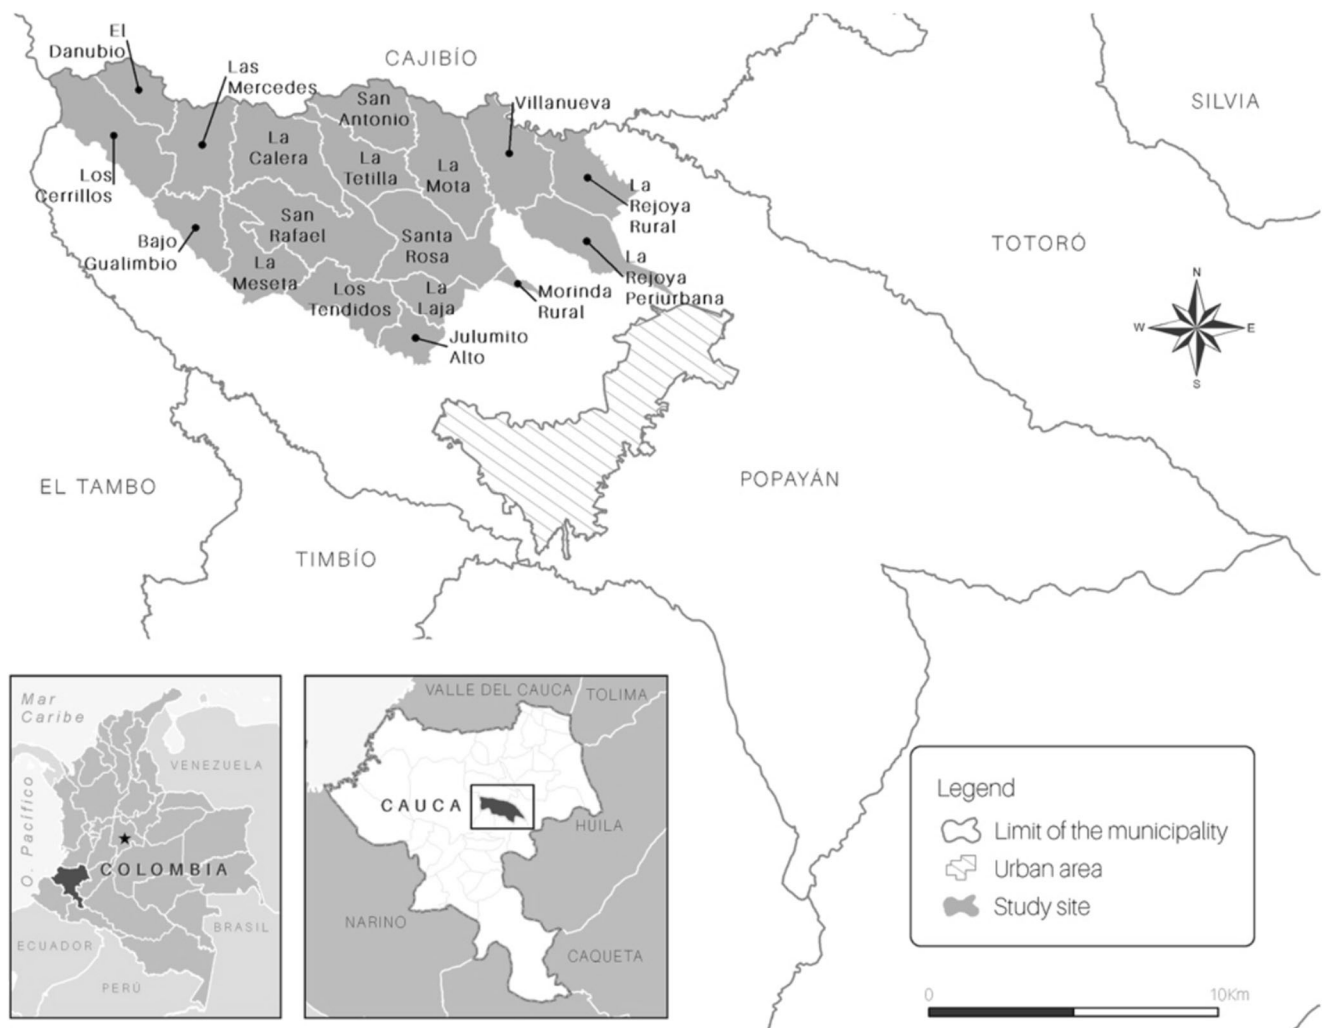 El
Danubio
CAJIBÍO
Las
Mercedes
San
Antonio
Villanueva
SILVIA
La
Calera
La
Tetilla
La
Mota
Los
Cerrillos
La
Rejoya
Rural
San
Rafael
Santa
Rosa
Bajo
Gualimbio
TOTORÓ
La
Meseta
La
Rejoya
Periurbana
Los
Tendidos
La
Laja
Morinda
Rural
Julumito
Alto
N
W
E
S
EL TAMBO
POPAYÁN
TIMBÍO
Mar
Caribe
VENEZUELA
O. Pacífico
COLOMBIA
BRASIL
ECUADOR
PERÚ
VALLE DEL CAUCA
TOLIMA
CAUCA
HUILA
NARINO
CAQUETA
Legend
Limit of the municipality
Urban area
Study site
0
10Km